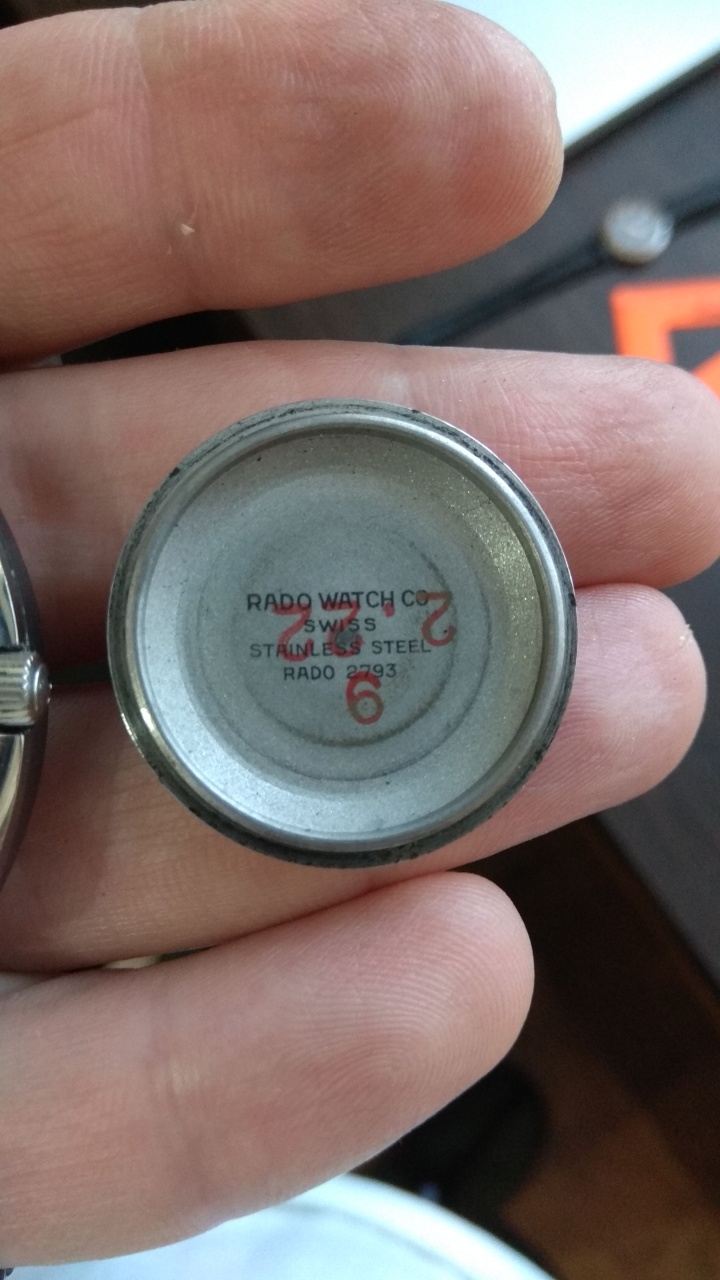 RADO WATCH CO
SWISS
STAINLESS STEEL
RADO 2793